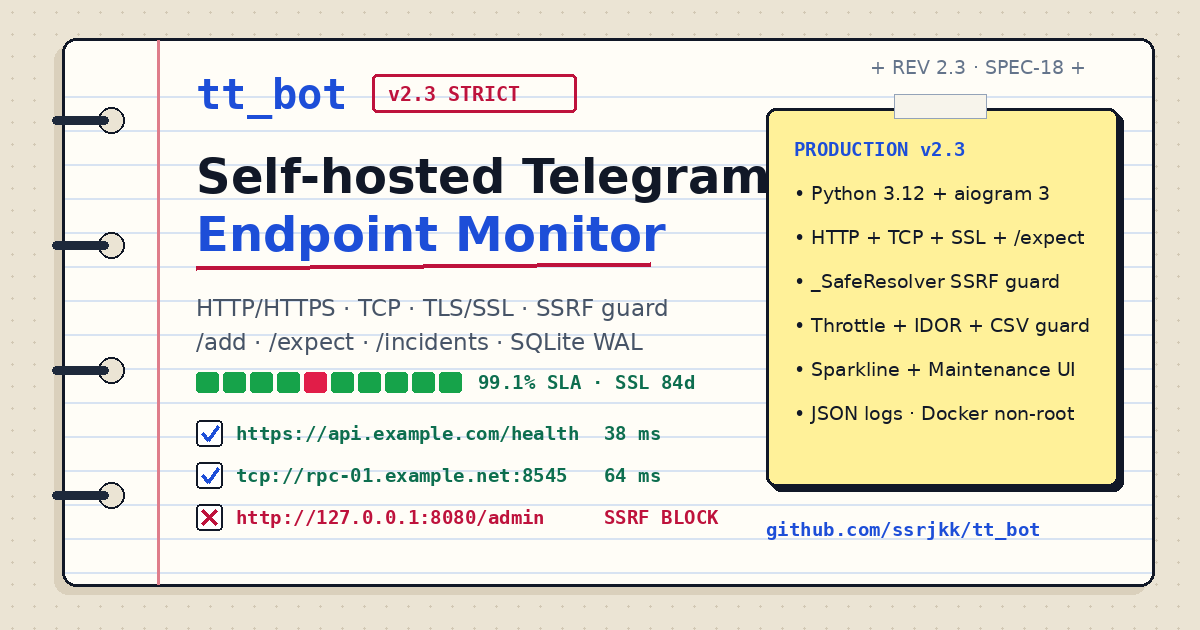 tt_bot
v2.3 STRICT
+ REV 2.3 · SPEC-18 +
Self-hosted Telegram
Endpoint Monitor
HTTP/HTTPS · TCP · TLS/SSL · SSRF guard
/add · /expect · /incidents · SQLite WAL
99.1% SLA · SSL 84d
https://api.example.com/health 38 ms
tcp://rpc-01.example.net:8545 64 ms
http://127.0.0.1:8080/admin SSRF BLOCK
PRODUCTION v2.3
• Python 3.12 + aiogram 3
• HTTP + TCP + SSL + /expect
• _SafeResolver SSRF guard
• Throttle + IDOR + CSV guard
• Sparkline + Maintenance UI
• JSON logs · Docker non-root
github.com/ssrjkk/tt_bot